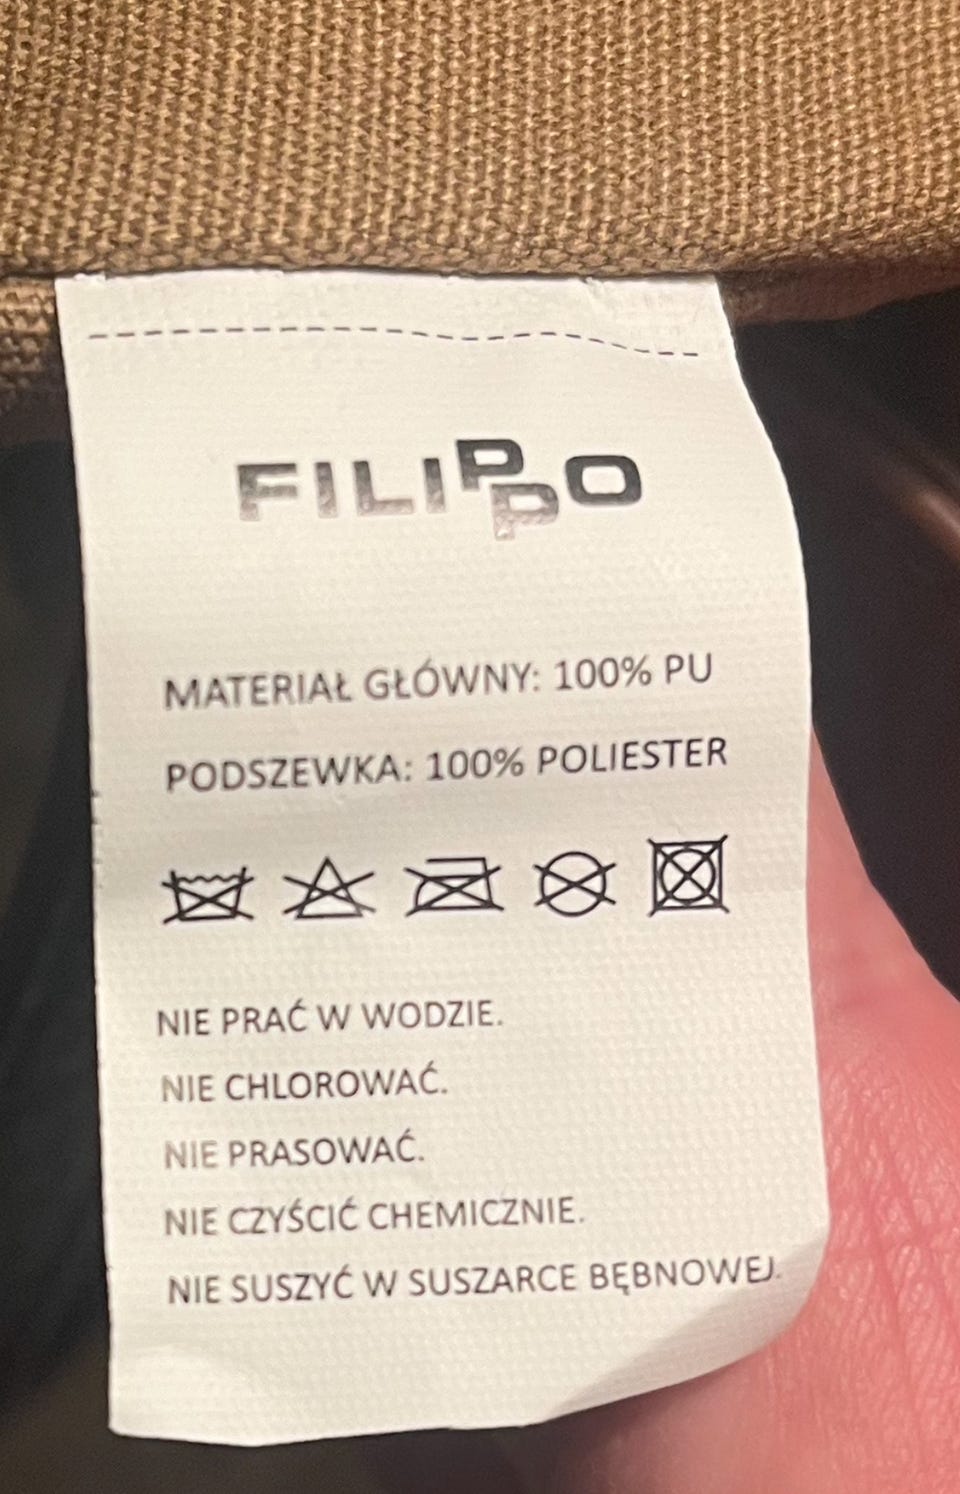 FILIPPO
MATERIAŁ GŁÓWNY: 100% PU
PODSZEWKA: 100% POLIESTER
NIE PRAĆ W WODZIE.
NIE CHLOROWAĆ.
NIE PRASOWAĆ.
NIE CZYŚCIĆ CHEMICZNIE.
NIE SUSZYĆ W SUSZARCE BĘBNOWEJ.